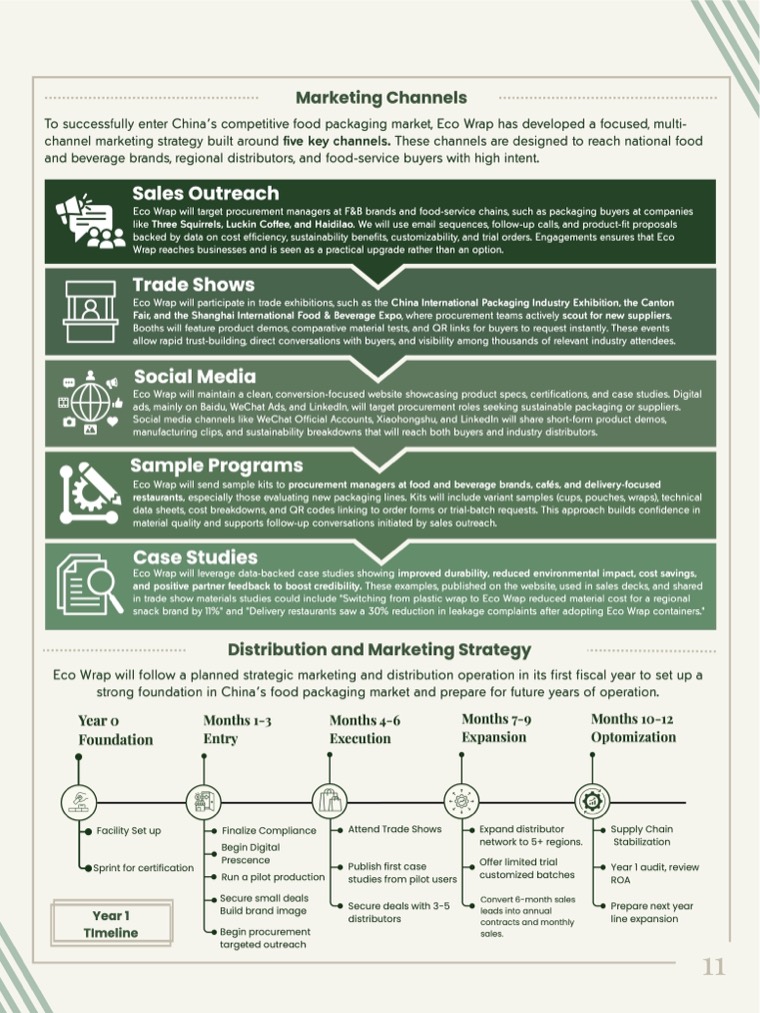 Marketing Channels
To successfully enter China's competitive food packaging market, Eco Wrap has developed a focused, multi-
channel marketing strategy built around five key channels. These channels are designed to reach national food
and beverage brands, regional distributors, and food-service buyers with high intent.
Sales Outreach
Eco Wrap will target procurement managers at F&B brands and food-service chains, such as packaging buyers at companies
like Three Squirrels, Luckin Coffee, and Haidilao. We will use email sequences, follow-up calls, and product-fit proposals
backed by data on cost efficiency, sustainability benefits, customizability, and trial orders. Engagements ensures that Eco
Wrap reaches businesses and is seen as a practical upgrade rather than an option.
Trade Shows
Eco Wrap will participate in trade exhibitions, such as the China International Packaging Industry Exhibition, the Canton
Fair, and the Shanghai International Food & Beverage Expo, where procurement teams actively scout for new suppliers.
Booths will feature product demos, comparative material tests, and QR links for buyers to request instantly. These events
allow rapid trust-building, direct conversations with buyers, and visibility among thousands of relevant industry attendees.
Social Media
Eco Wrap will maintain a clean, conversion-focused website showcasing product specs, certifications, and case studies. Digital
ads, mainly on Baidu, WeChat Ads, and LinkedIn, will target procurement roles seeking sustainable packaging or suppliers.
Social media channels like WeChat Official Accounts, Xiaohongshu, and LinkedIn will share short-form product demos,
manufacturing clips, and sustainability breakdowns that will reach both buyers and industry distributors.
Sample Programs
Eco Wrap will send sample kits to procurement managers at food and beverage brands, cafés, and delivery-focused
restaurants, especially those evaluating new packaging lines. Kits will include variant samples (cups, pouches, wraps), technical
data sheets, cost breakdowns, and QR codes linking to order forms or trial-batch requests. This approach builds confidence in
material quality and supports follow-up conversations initiated by sales outreach.
Case Studies
Eco Wrap will leverage data-backed case studies showing improved durability, reduced environmental impact, cost savings,
and positive partner feedback to boost credibility. These examples, published on the website, used in sales decks, and shared
in trade show materials studies could include "Switching from plastic wrap to Eco Wrap reduced material cost for a regional
snack brand by 11%" and "Delivery restaurants saw a 30% reduction in leakage complaints after adopting Eco Wrap containers."
Distribution and Marketing Strategy
Eco Wrap will follow a planned strategic marketing and distribution operation in its first fiscal year to set up a
strong foundation in China's food packaging market and prepare for future years of operation.
Year 0
Foundation
Facility Set up
Sprint for certification
Months 1-3
Entry
Finalize Compliance
Begin Digital
Prescence
Run a pilot production
Secure small deals
Build brand image
Begin procurement
targeted outreach
Months 4-6
Execution
Attend Trade Shows
Publish first case
studies from pilot users
Secure deals with 3-5
distributors
Months 7-9
Expansion
Expand distributor
network to 5+ regions.
Offer limited trial
customized batches
Convert 6-month sales
leads into annual
contracts and monthly
sales.
Months 10-12
Optomization
Supply Chain
Stabilization
Year 1 audit, review
ROA
Prepare next year
line expansion
Year 1
TImeline
11